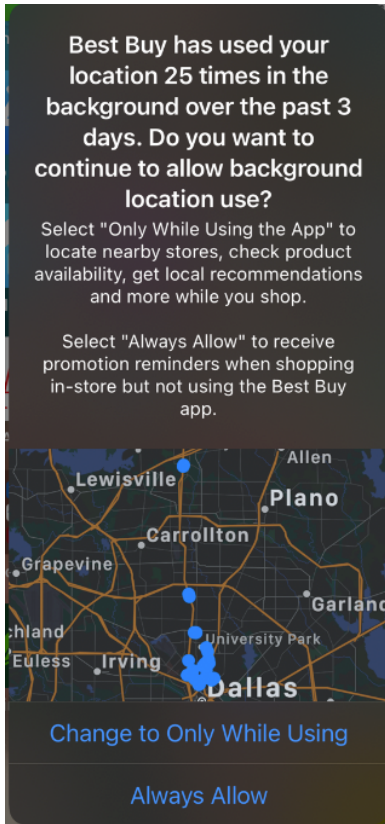 Best Buy has used your
location 25 times in the
background over the past 3
days. Do you want to
continue to allow background
location use?
Select "Only While Using the App" to
locate nearby stores, check product
availability, get local recommendations
and more while you shop.
Select "Always Allow" to receive
promotion reminders when shopping
in-store but not using the Best Buy
app.
Allen
Lewisville
Plano
Carrollton
Grapevine
Garland
chland
University Park
Euless
Irving
Dallas
Change to Only While Using
Always Allow